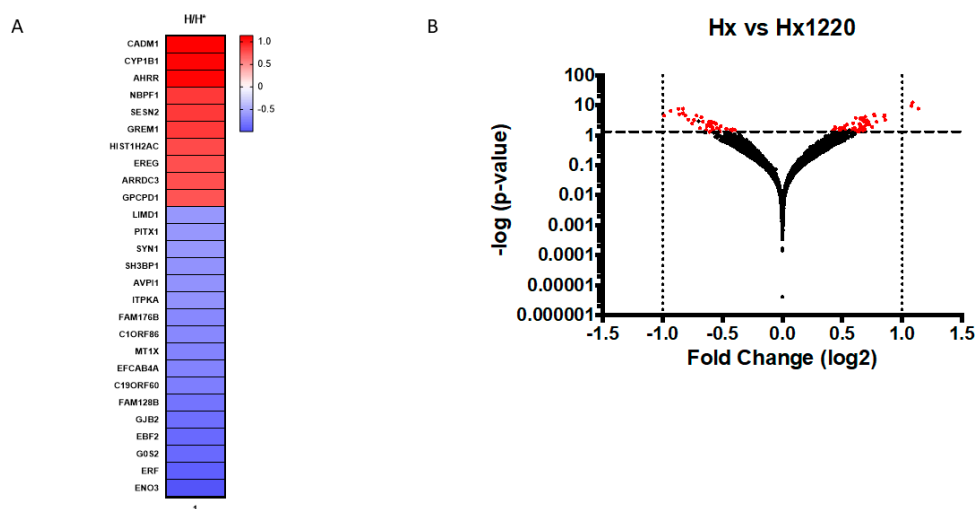 A
H/H*
CADM1
CYP1B1
AHRR
NBPF1
SESN2
GREM1
HIST1H2AC
EREG
ARRDC3
GPCPD1
LIMD1
PITX1
SYN1
SH3BP1
AVPI1
ITPKA
FAM176B
C1ORF86
MT1X
EFCAB4A
C19ORF60
FAM128B
GJB2
EBF2
G0S2
ERF
ENO3
1.0
0.5
0
-0.5
B
Hx vs Hx1220
-log (p-value)
100
10
1
0.1
0.01
0.001
0.0001
0.00001
0.000001
-1.5
-1.0
-0.5
0.0
0.5
1.0
1.5
Fold Change (log2)